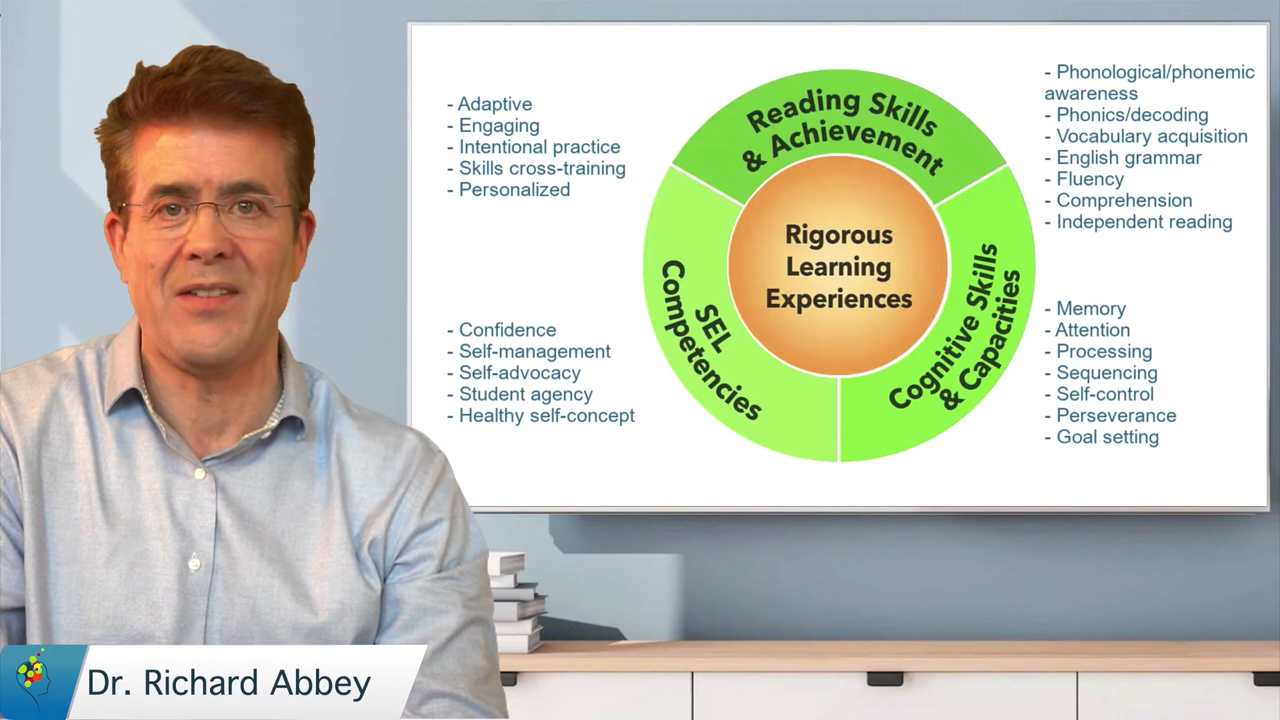 - Adaptive
- Engaging
- Intentional practice
- Skills cross-training
- Personalized
Reading Skills
& Achievement
- Phonological/phonemic
awareness
- Phonics/decoding
- Vocabulary acquisition
- English grammar
- Fluency
- Comprehension
- Independent reading
Rigorous
Learning
Experiences
SEL
Competencies
Cognitive Skills
& Capacities
- Confidence
- Self-management
- Self-advocacy
- Student agency
- Healthy self-concept
- Memory
- Attention
- Processing
- Sequencing
- Self-control
- Perseverance
- Goal setting
Dr. Richard Abbey